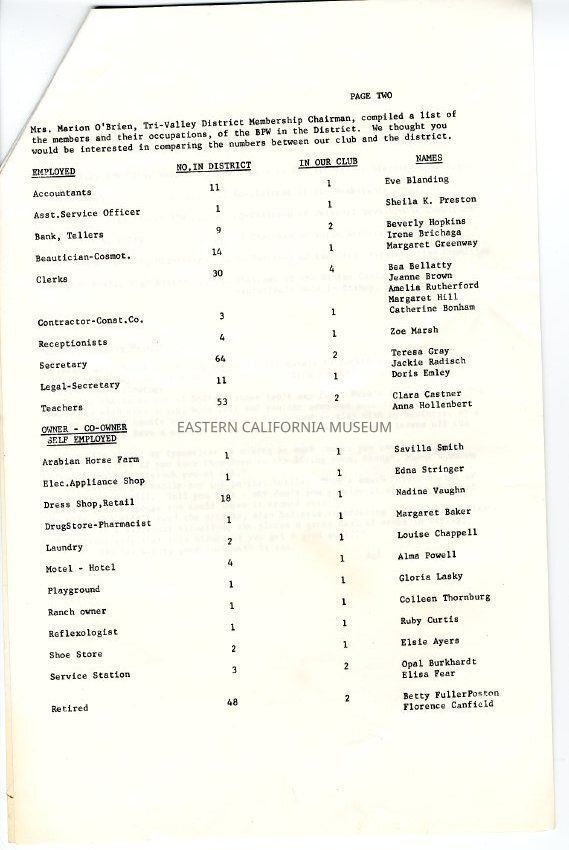 PAGE TWO
Mrs. Marion O'Brien, Tri-Valley District Membership Chairman, compiled a list of
the members and their occupations, of the BPW in the District. We thought you
would be interested in comparing the numbers between our club and the district.
EMPLOYED NO.IN DISTRICT IN OUR CLUB NAMES
Accountants 11 1 Eve Blanding
Asst.Service Officer 1 1 Sheila K. Preston
Bank, Tellers 9 2 Beverly Hopkins
Irene Brichaga
Beautician-Cosmot. 14 1 Margaret Greenway
Clerks 30 4 Bea Bellatty
Jeanne Brown
Amelia Rutherford
Margaret Hill
Contractor-Const.Co. 3 1 Catherine Bonham
Receptionists 4 1 Zoe Marsh
Secretary 64 2 Teresa Gray
Jackie Radisch
Legal-Secretary 11 1 Doris Emley
Teachers 53 2 Clara Castner
Anna Hollenbert
EASTERN CALIFORNIA MUSEUM
OWNER - CO-OWNER
SELF EMPLOYED
Arabian Horse Farm 1 1 Savilla Smith
Elec.Appliance Shop 1 1 Edna Stringer
Dress Shop,Retail 18 1 Nadine Vaughn
DrugStore-Pharmacist 1 1 Margaret Baker
Laundry 2 1 Louise Chappell
Motel - Hotel 4 1 Alma Powell
Playground 1 1 Gloria Lasky
Ranch owner 1 1 Colleen Thornburg
Reflexologist 1 1 Ruby Curtis
Shoe Store 2 1 Elsie Ayers
Service Station 3 2 Opal Burkhardt
Elisa Fear
Retired 48 2 Betty FullerPoston
Florence Canfield